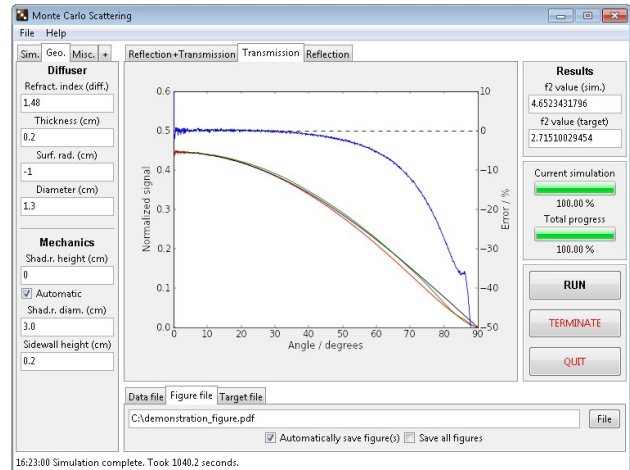 Monte Carlo Scattering
File Help
Sim. Geo. Misc. +
Diffuser
Refract. index (diff.)
1.48
Thickness (cm)
0.2
Surf. rad. (cm)
-1
Diameter (cm)
1.3
Mechanics
Shad.r. height (cm)
0
Automatic
Shad.r. diam. (cm)
3.0
Sidewall height (cm)
0.2
Reflection+Transmission Transmission Reflection
Normalized signal
0.6
0.5
0.4
0.3
0.2
0.1
0.0
0 10 20 30 40 50 60 70 80 90
Angle / degrees
10
0
−10
−20
−30
−40
−50
Error / %
Data file Figure file Target file
C:\demonstration_figure.pdf
File
Automatically save figure(s) Save all figures
Results
f2 value (sim.)
4.6523431796
f2 value (target)
2.71510029454
Current simulation
100.00 %
Total progress
100.00 %
RUN
TERMINATE
QUIT
16:23:00 Simulation complete. Took 1040.2 seconds.